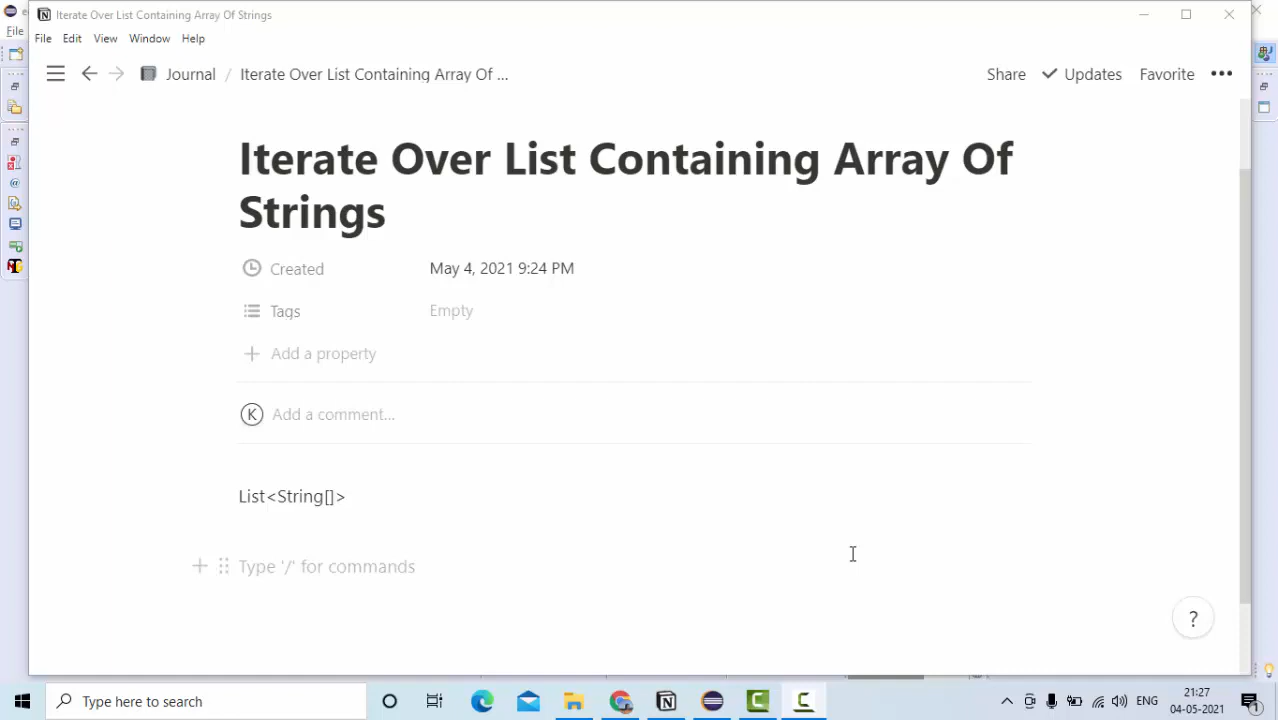 Iterate Over List Containing Array Of Strings
File Edit View Window Help
Journal / Iterate Over List Containing Array Of ...
Share Updates Favorite
Iterate Over List Containing Array Of
Strings
Created May 4, 2021 9:24 PM
Tags Empty
Add a property
K Add a comment...
List<String[]>
Type '/' for commands
?
Type here to search
ENG
21:27
04-05-2021